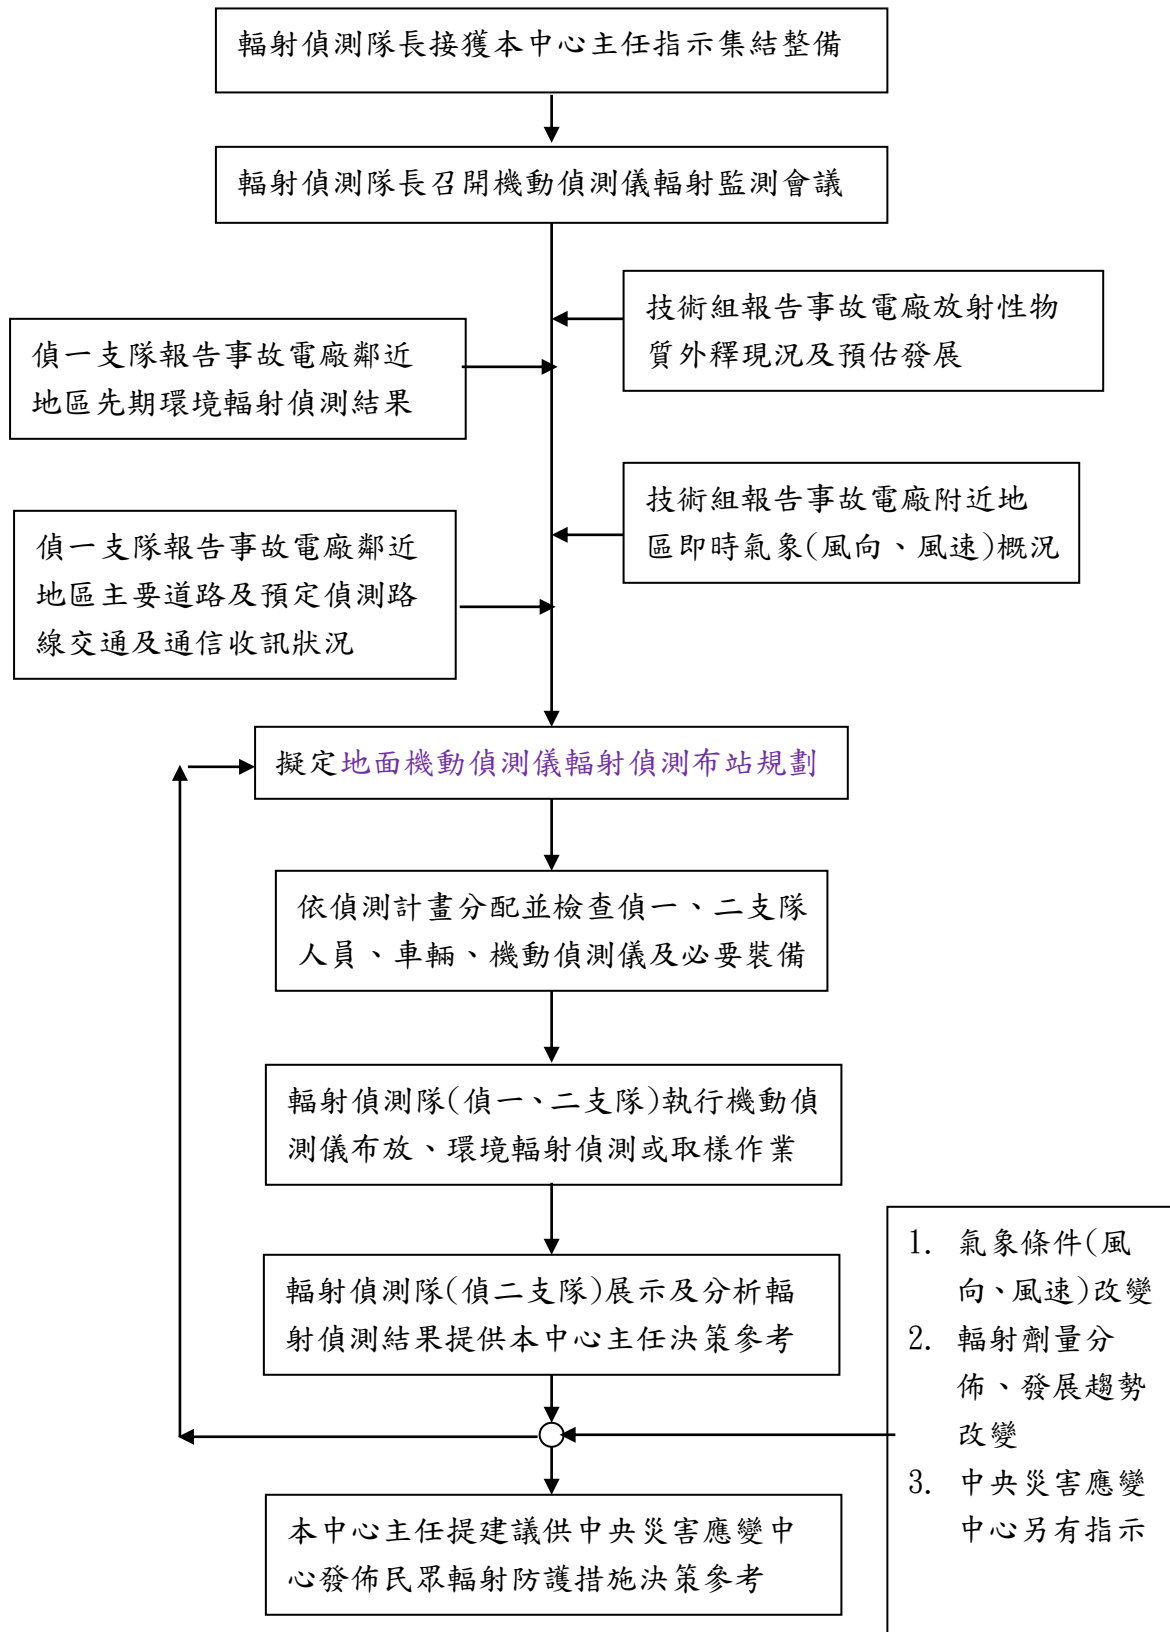 輻射偵測隊長接獲本中心主任指示集結整備
輻射偵測隊長召開機動偵測儀輻射監測會議
技術組報告事故電廠放射性物
質外釋現況及預估發展
偵一支隊報告事故電廠鄰近
地區先期環境輻射偵測結果
技術組報告事故電廠附近地
區即時氣象(風向、風速)概況
偵一支隊報告事故電廠鄰近
地區主要道路及預定偵測路
線交通及通信收訊狀況
擬定地面機動偵測儀輻射偵測布站規劃
依偵測計畫分配並檢查偵一、二支隊
人員、車輛、機動偵測儀及必要裝備
輻射偵測隊(偵一、二支隊)執行機動偵
測儀布放、環境輻射偵測或取樣作業
輻射偵測隊(偵二支隊)展示及分析輻
射偵測結果提供本中心主任決策參考
1. 氣象條件(風
向、風速)改變
2. 輻射劑量分
佈、發展趨勢
改變
3. 中央災害應變
中心另有指示
本中心主任提建議供中央災害應變中
心發佈民眾輻射防護措施決策參考